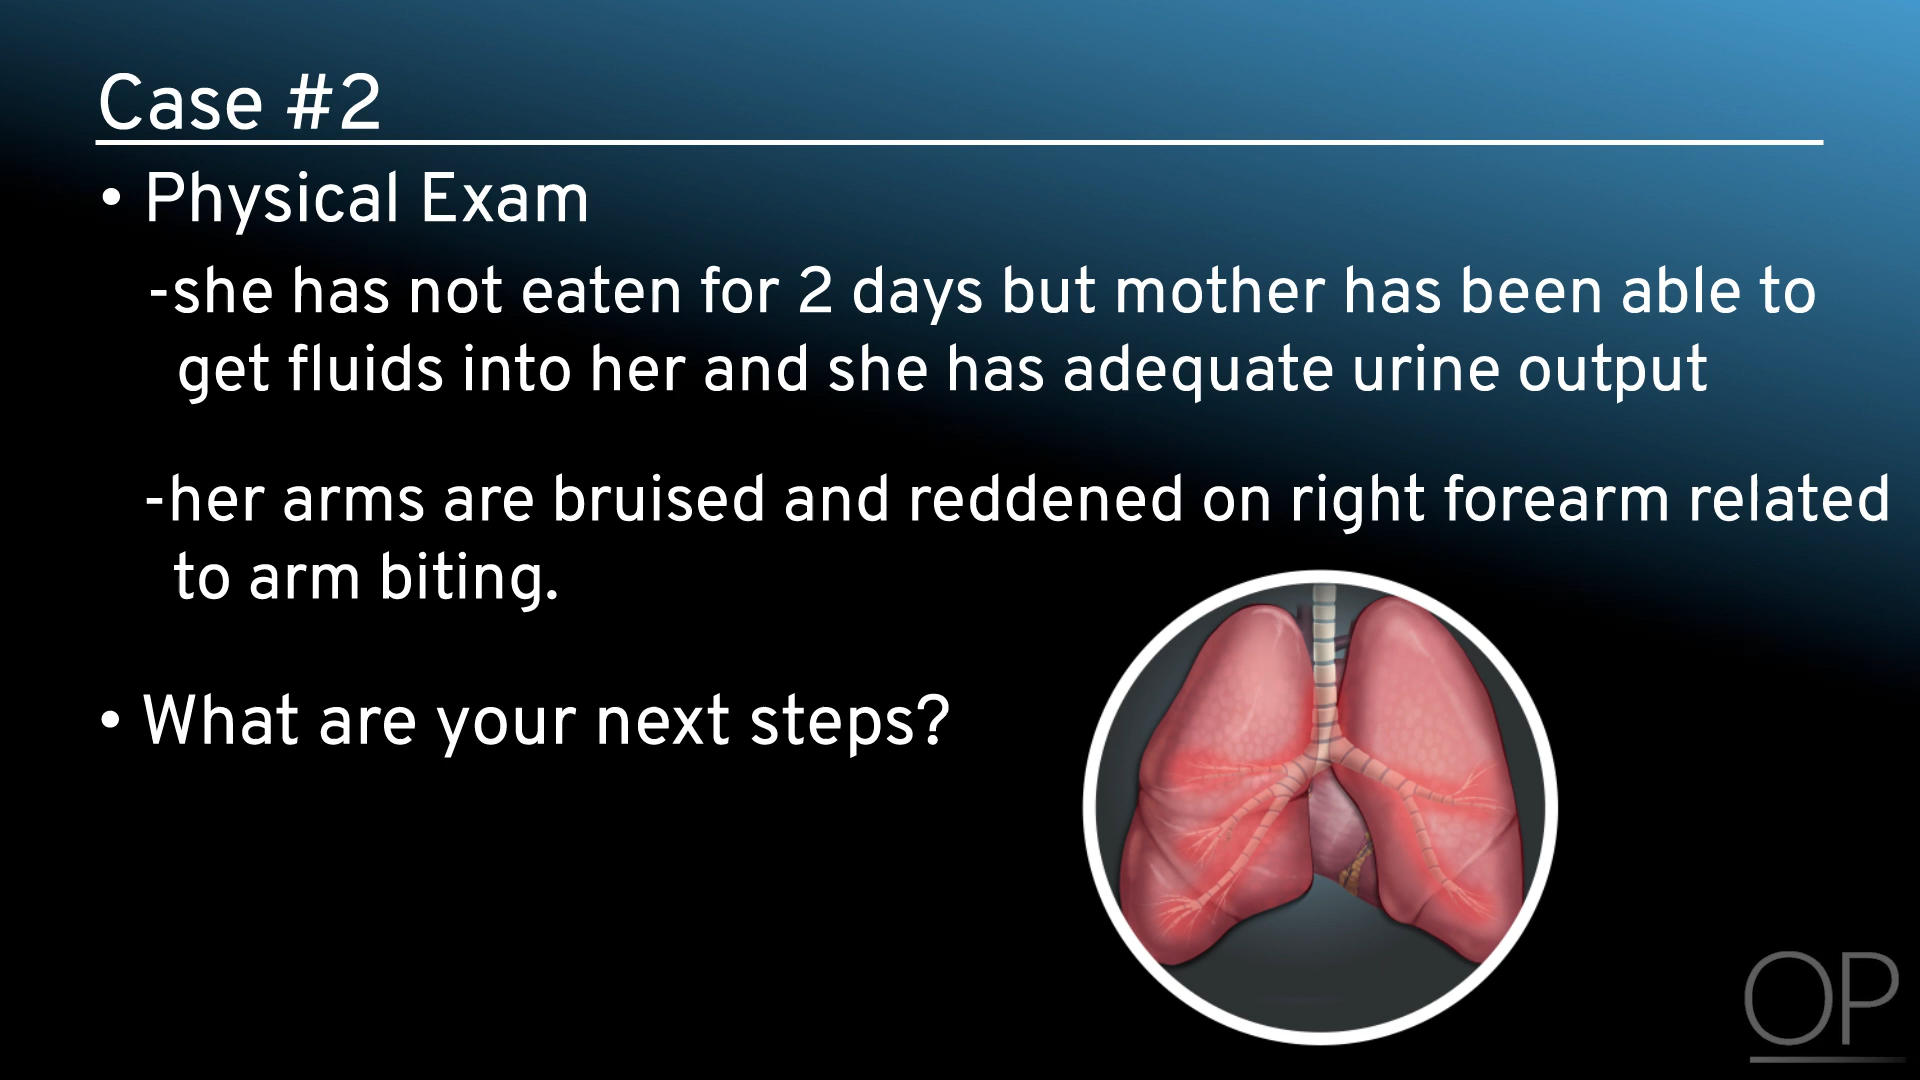 Case #2
• Physical Exam
-she has not eaten for 2 days but mother has been able to
get fluids into her and she has adequate urine output
-her arms are bruised and reddened on right forearm related
to arm biting.
• What are your next steps?
OP